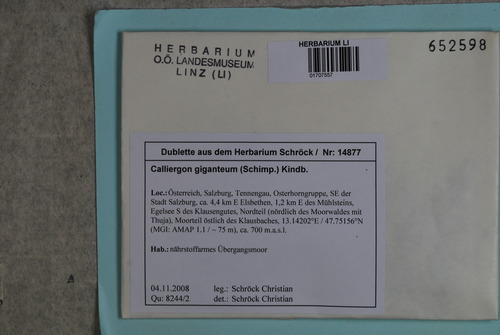 HERBARIUM
O.Ö. LANDESMUSEUM
LINZ (LI)
HERBARIUM LI
01707557
652598
Dublette aus dem Herbarium Schröck / Nr: 14877
Calliergon giganteum (Schimp.) Kindb.
Loc.:Österreich, Salzburg, Tennengau, Osterhorngruppe, SE der
Stadt Salzburg, ca. 4,4 km E Elsbethen, 1,2 km E des Mühlsteins,
Egelsee S des Klausengutes, Nordteil (nördlich des Moorwaldes mit
Thuja), Moorteil östlich des Klausbaches, 13.14202°E / 47.75156°N
(MGI: AMAP 1.1 / ~ 75 m), ca. 700 m.a.s.l.
Hab.:nährstoffarmes Übergangsmoor
04.11.2008 leg.: Schröck Christian
Qu: 8244/2 det.: Schröck Christian